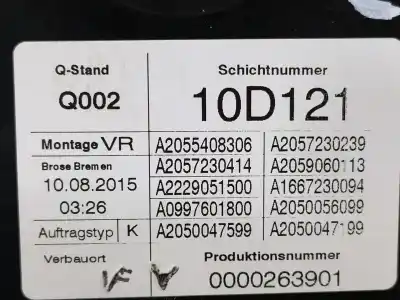 Q-Stand Schichtnummer
Q002 10D121
Montage VR A2055408306 A2057230239
Brose Bremen A2057230414 A2059060113
10.08.2015 A2229051500 A1667230094
03:26 A0997601800 A2050056099
Auftragstyp K A2050047599 A2050047199
Verbauort Produktionsnummer
0000263901